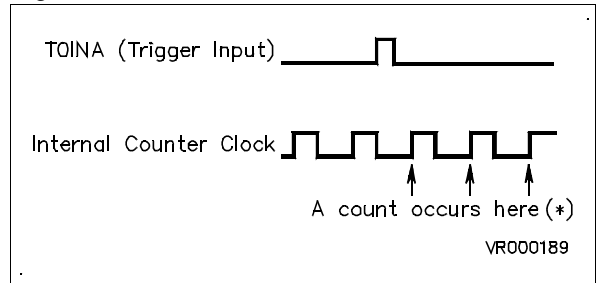 T0INA (Trigger Input)
Internal Counter Clock
A count occurs here (*)
VR000189